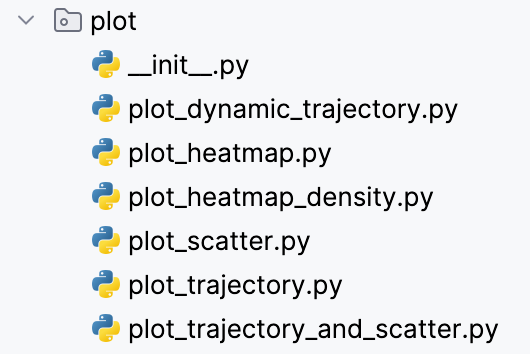 plot
__init__.py
plot_dynamic_trajectory.py
plot_heatmap.py
plot_heatmap_density.py
plot_scatter.py
plot_trajectory.py
plot_trajectory_and_scatter.py